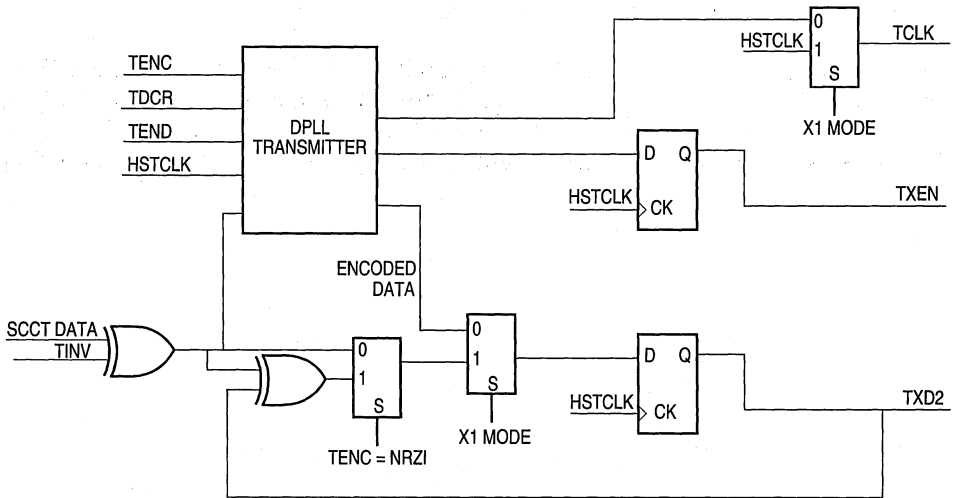 TENC
TDCR
TEND
HSTCLK
DPLL
TRANSMITTER
HSTCLK
0
1
S
TCLK
X1 MODE
D Q
HSTCLK
CK
TXEN
ENCODED
DATA
SCCT DATA
TINV
0
1
S
TENC = NRZI
0
1
S
X1 MODE
D Q
HSTCLK
CK
TXD2